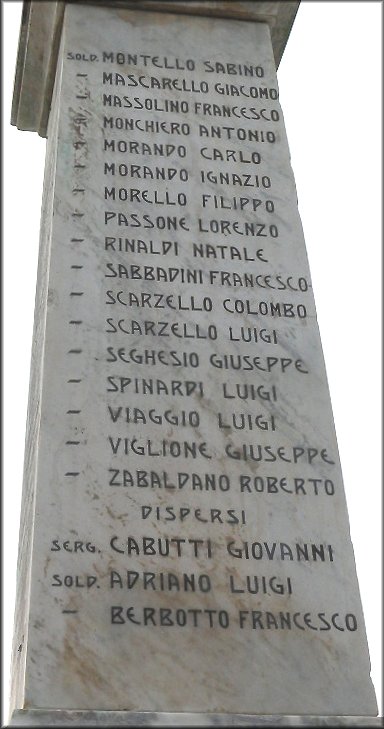 SOLD. MONTELLO SABINO
- MASCARELLO GIACOMO
- MASSOLINO FRANCESCO
- MONCHIERO ANTONIO
- MORANDO CARLO
- MORANDO IGNAZIO
- MORELLO FILIPPO
- PASSONE LORENZO
- RINALDI NATALE
- SABBADINI FRANCESCO
- SCARZELLO COLOMBO
- SCARZELLO LUIGI
- SEGHESIO GIUSEPPE
- SPINARDI LUIGI
- VIAGGIO LUIGI
- VIGLIONE GIUSEPPE
- ZABALDANO ROBERTO
DISPERSI
SERG. CABUTTI GIOVANNI
SOLD. ADRIANO LUIGI
- BERBOTTO FRANCESCO